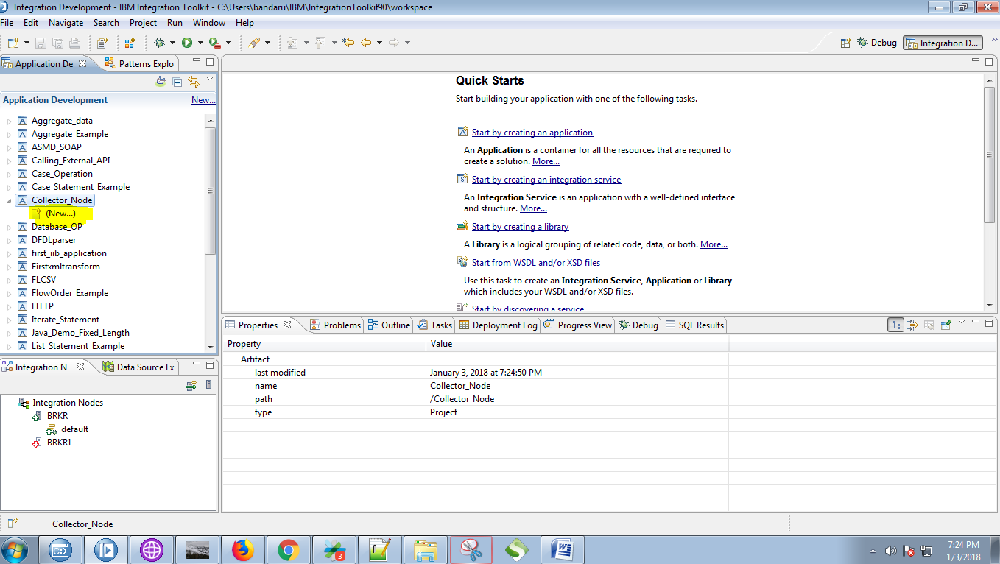 Integration Development - IBM Integration Toolkit - C:\Users\bandaru\IBM\IntegrationToolkit90\workspace
File Edit Navigate Search Project Run Window Help
Debug Integration D...
Application De Patterns Explo
Application Development New...
Aggregate_data
Aggregate_Example
ASMD_SOAP
Calling_External_API
Case_Operation
Case_Statement_Example
Collector_Node
(New...)
Database_OP
DFDLparser
first_iib_application
Firstxmltransform
FLCSV
FlowOrder_Example
HTTP
Iterate_Statement
Java_Demo_Fixed_Length
List_Statement_Example
Quick Starts
Start building your application with one of the following tasks.
Start by creating an application
An Application is a container for all the resources that are required to
create a solution. More...
Start by creating an integration service
An Integration Service is an application with a well-defined interface
and structure. More...
Start by creating a library
A Library is a logical grouping of related code, data, or both. More...
Start from WSDL and/or XSD files
Use this task to create an Integration Service, Application or Library
which includes your WSDL and/or XSD files.
Start by discovering a service
Integration N Data Source Ex
Integration Nodes
BRKR
default
BRKR1
Properties Problems Outline Tasks Deployment Log Progress View Debug SQL Results
Property Value
Artifact
last modified January 3, 2018 at 7:24:50 PM
name Collector_Node
path /Collector_Node
type Project
Collector_Node
7:24 PM
1/3/2018